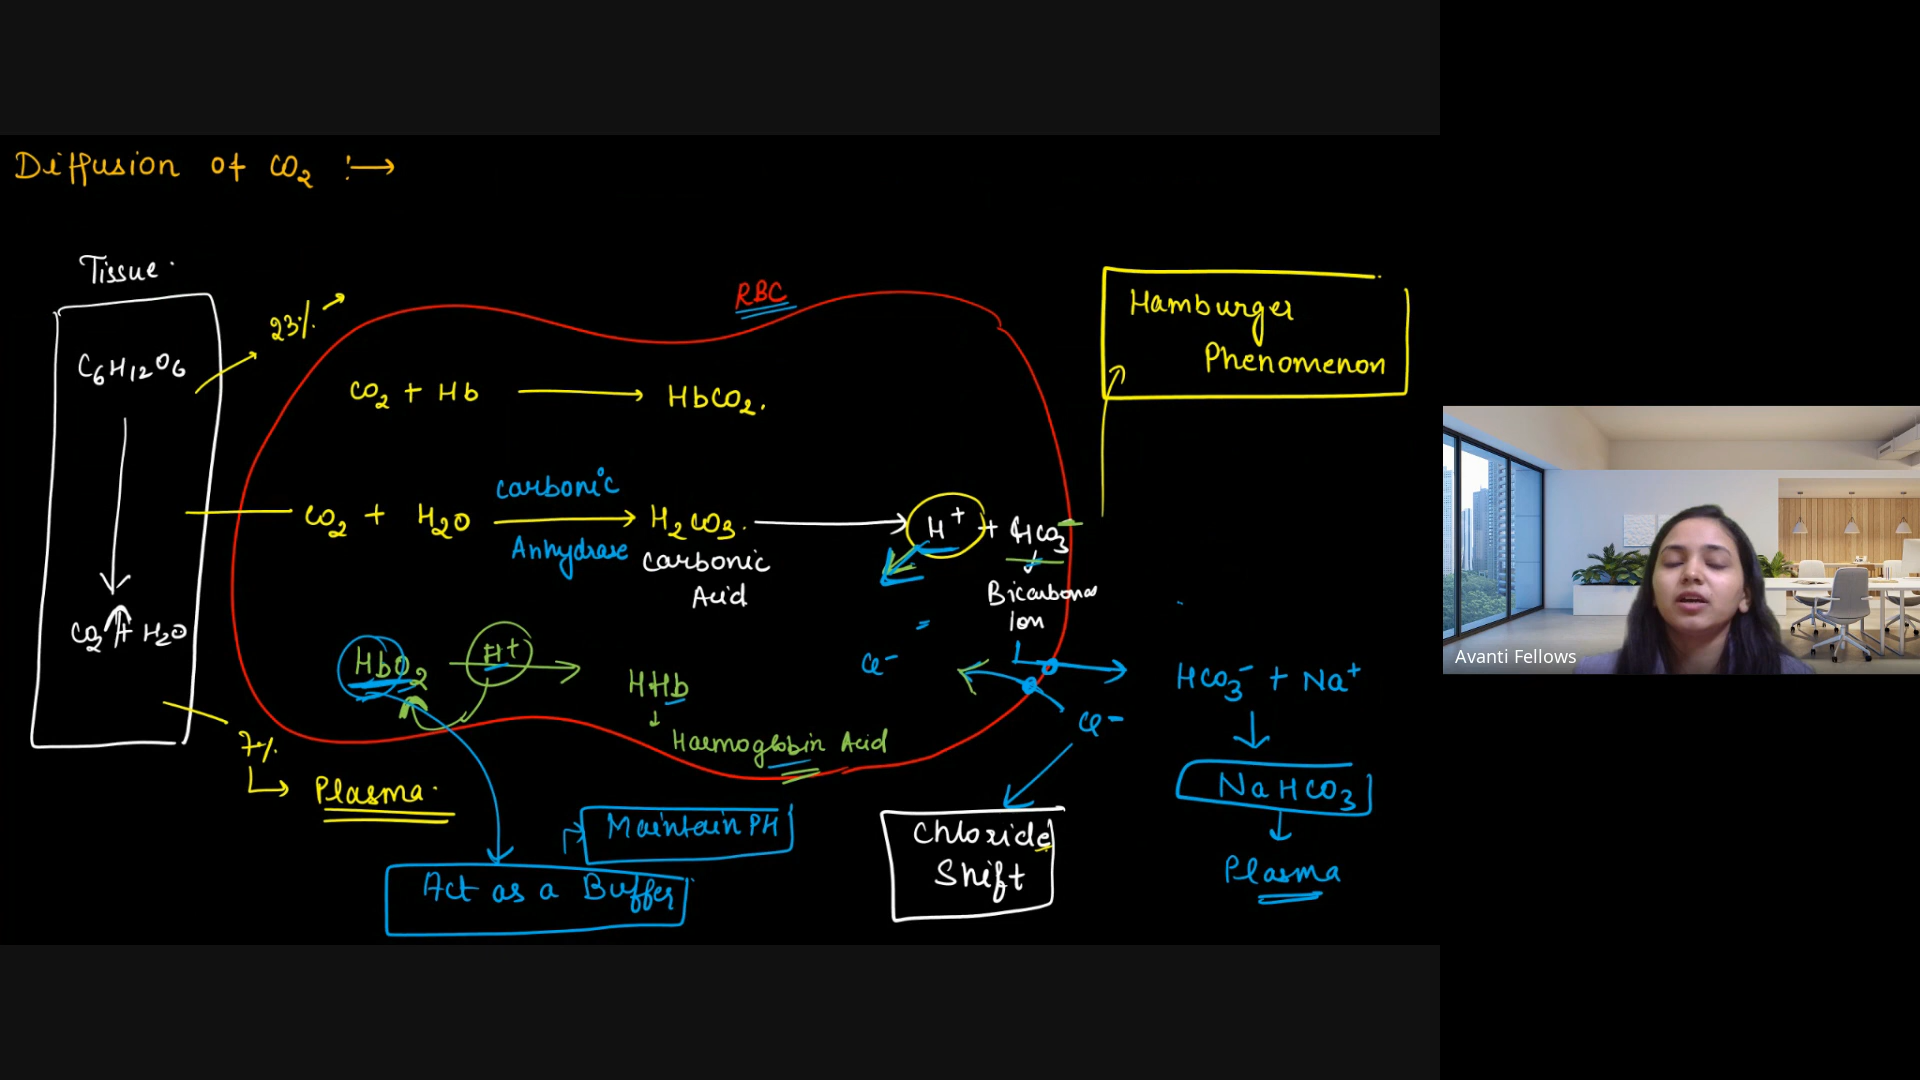 Diffusion of CO2 :→
Tissue.
C6H12O6
CO2 + H2O
23%
7%
Plasma.
RBC
CO2 + Hb → HbCO2.
CO2 + H2O → H2CO3. → H+ + HCO3-
carbonic
Anhydrase
Carbonic
Acid
Bicarbonate
Ion
HbO2 H+ → HHb
Haemoglobin Acid
Cl-
Cl-
Hamburger
Phenomenon
HCO3- + Na+
NaHCO3
Plasma
Maintain PH
Act as a Buffer
Chloride
Shift
Avanti Fellows